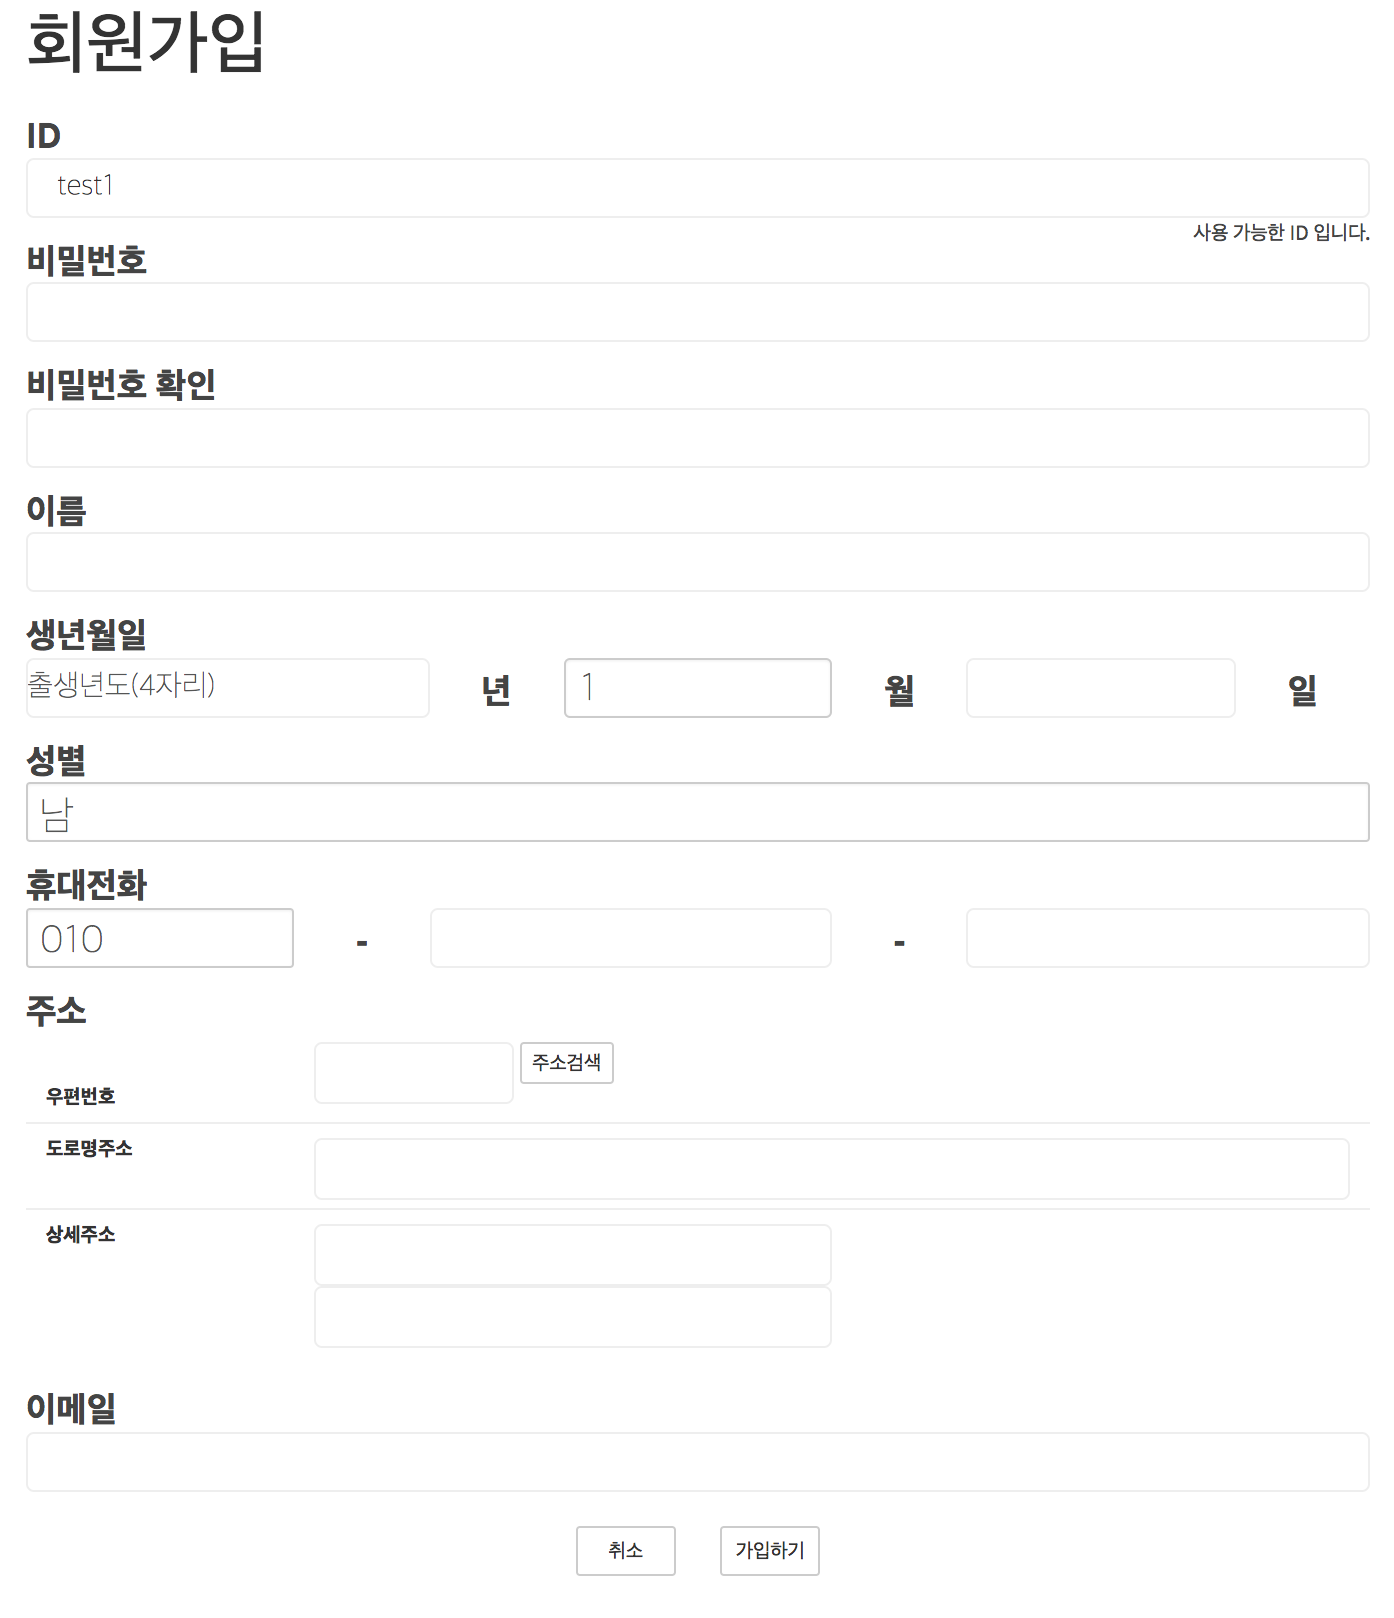 회원가입
ID
test1
사용 가능한 ID 입니다.
비밀번호
비밀번호 확인
이름
생년월일
출생년도(4자리) 년 1 월 일
성별
남
휴대전화
010 - -
주소
주소검색
우편번호
도로명주소
상세주소
이메일
취소 가입하기